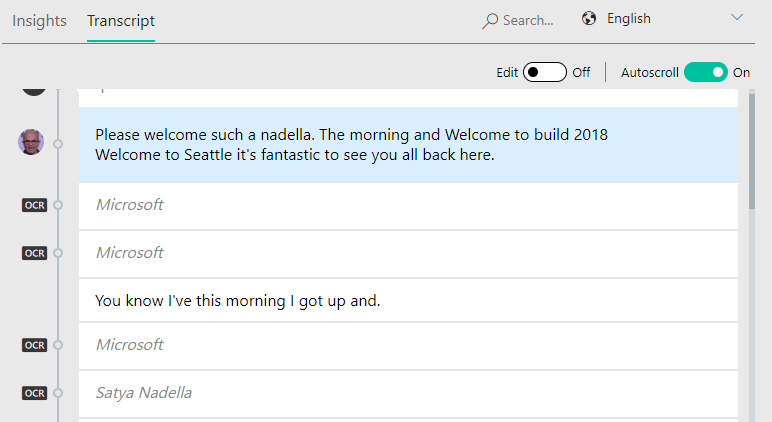 Insights Transcript Search... English
Edit Off Autoscroll On
Please welcome such a nadella. The morning and Welcome to build 2018
Welcome to Seattle it's fantastic to see you all back here.
OCR Microsoft
OCR Microsoft
You know I've this morning I got up and.
OCR Microsoft
OCR Satya Nadella